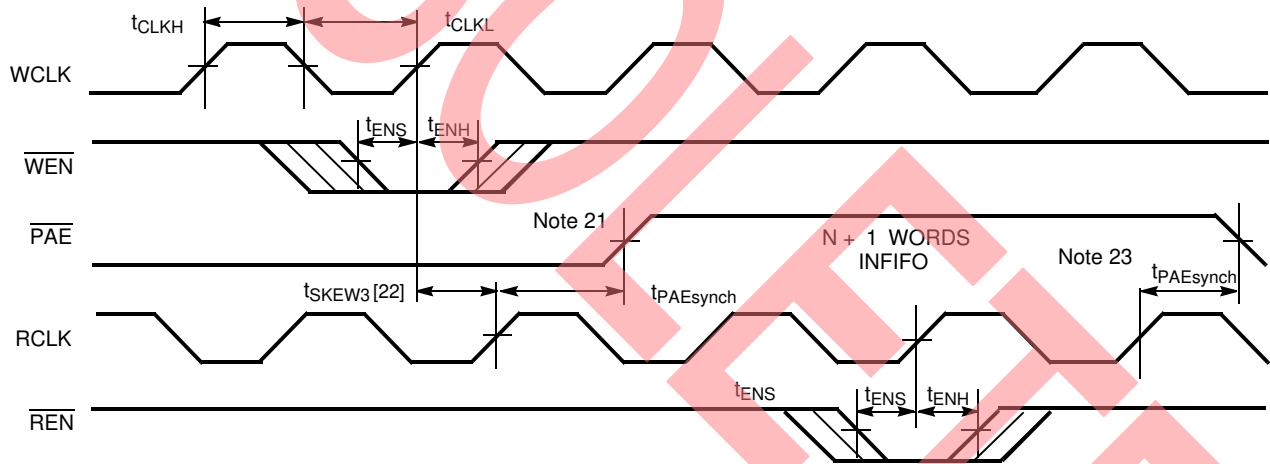 tCLKH
tCLKL
WCLK
tENS
tENH
WEN
Note 21
PAE
N + 1 WORDS
INFIFO
Note 23
tPAEsynch
tSKEW3 [22]
tPAEsynch
RCLK
tENS
tENS
tENH
REN